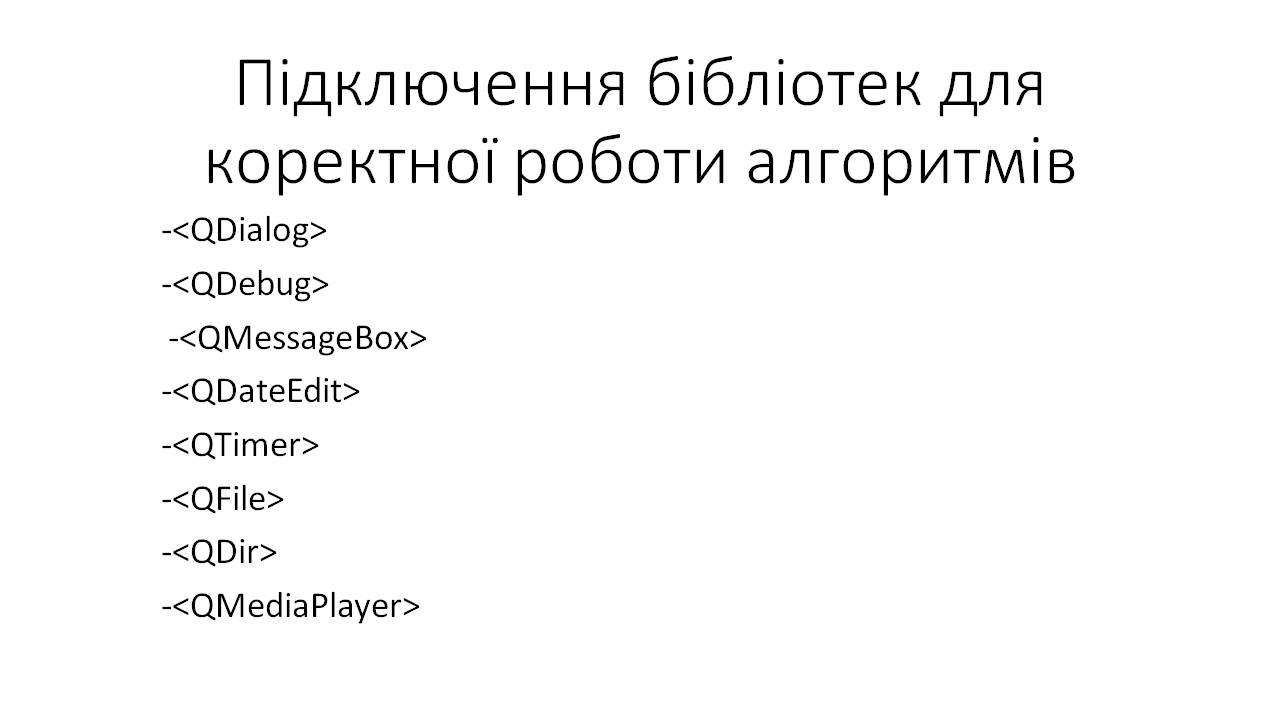 Підключення бібліотек для
коректної роботи алгоритмів
-<QDialog>
-<QDebug>
-<QMessageBox>
-<QDateEdit>
-<QTimer>
-<QFile>
-<QDir>
-<QMediaPlayer>